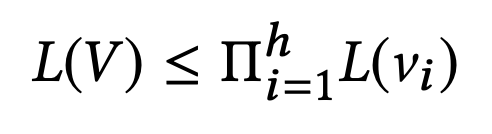 L(V) ≤ Π_{i=1}^{h} L(v_i)